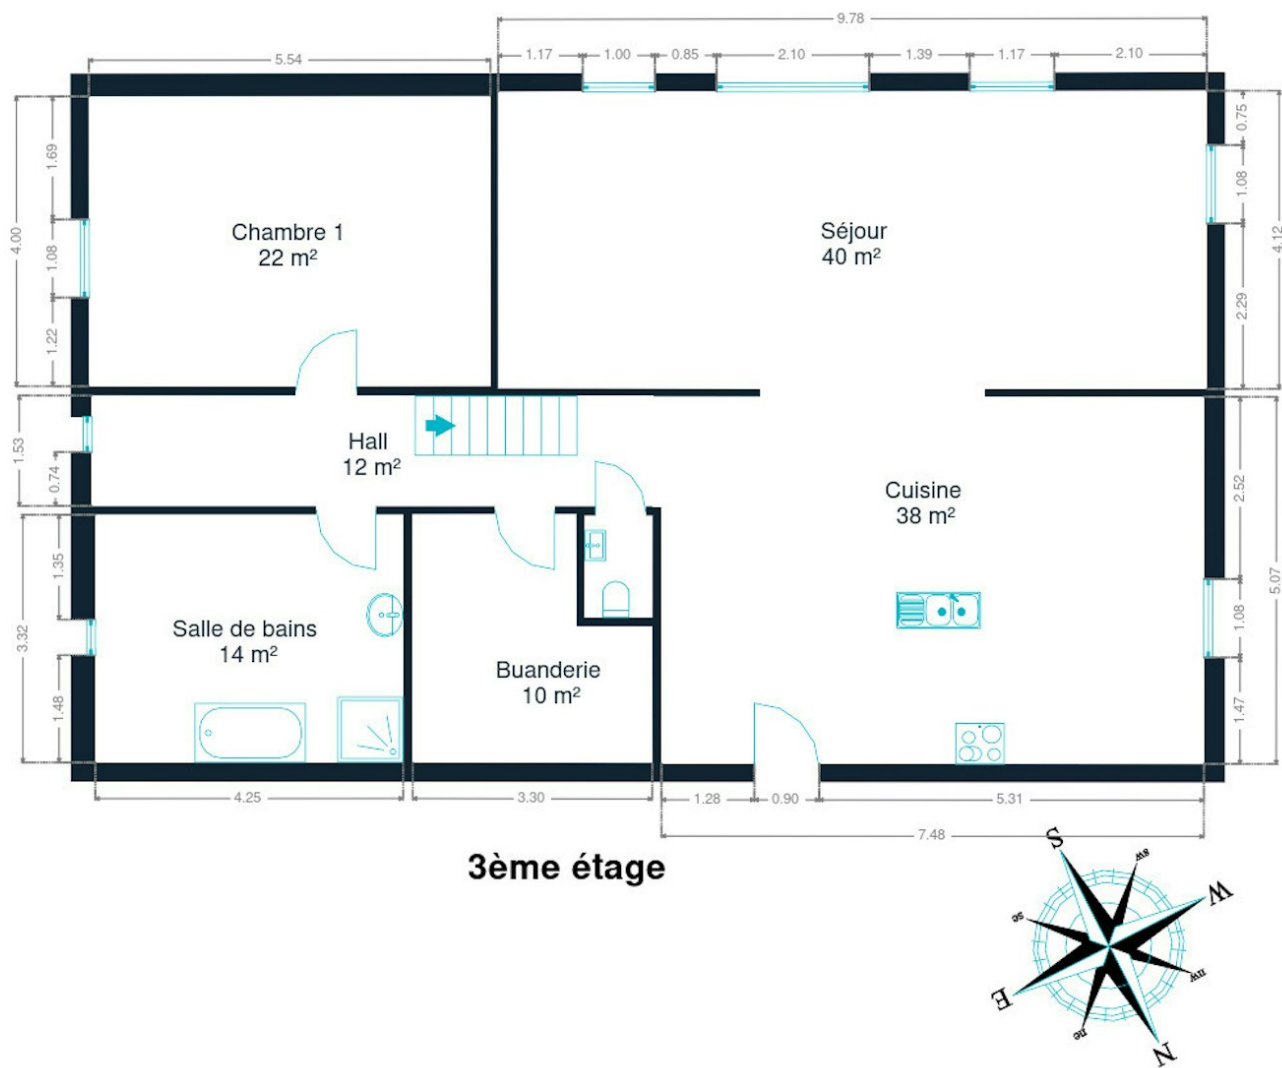 9.78
5.54
1.17
1.00
0.85
2.10
1.39
1.17
2.10
0.75
1.69
1.08
4.00
4.12
Chambre 1
22 m²
Séjour
40 m²
1.08
2.29
1.22
1.53
Hall
12 m²
0.74
2.52
Cuisine
38 m²
1.35
5.07
3.32
Salle de bains
14 m²
1.08
Buanderie
10 m²
1.48
1.47
4.25
3.30
1.28
0.90
5.31
7.48
3ème étage
S
sw
W
se
nw
E
ne
N